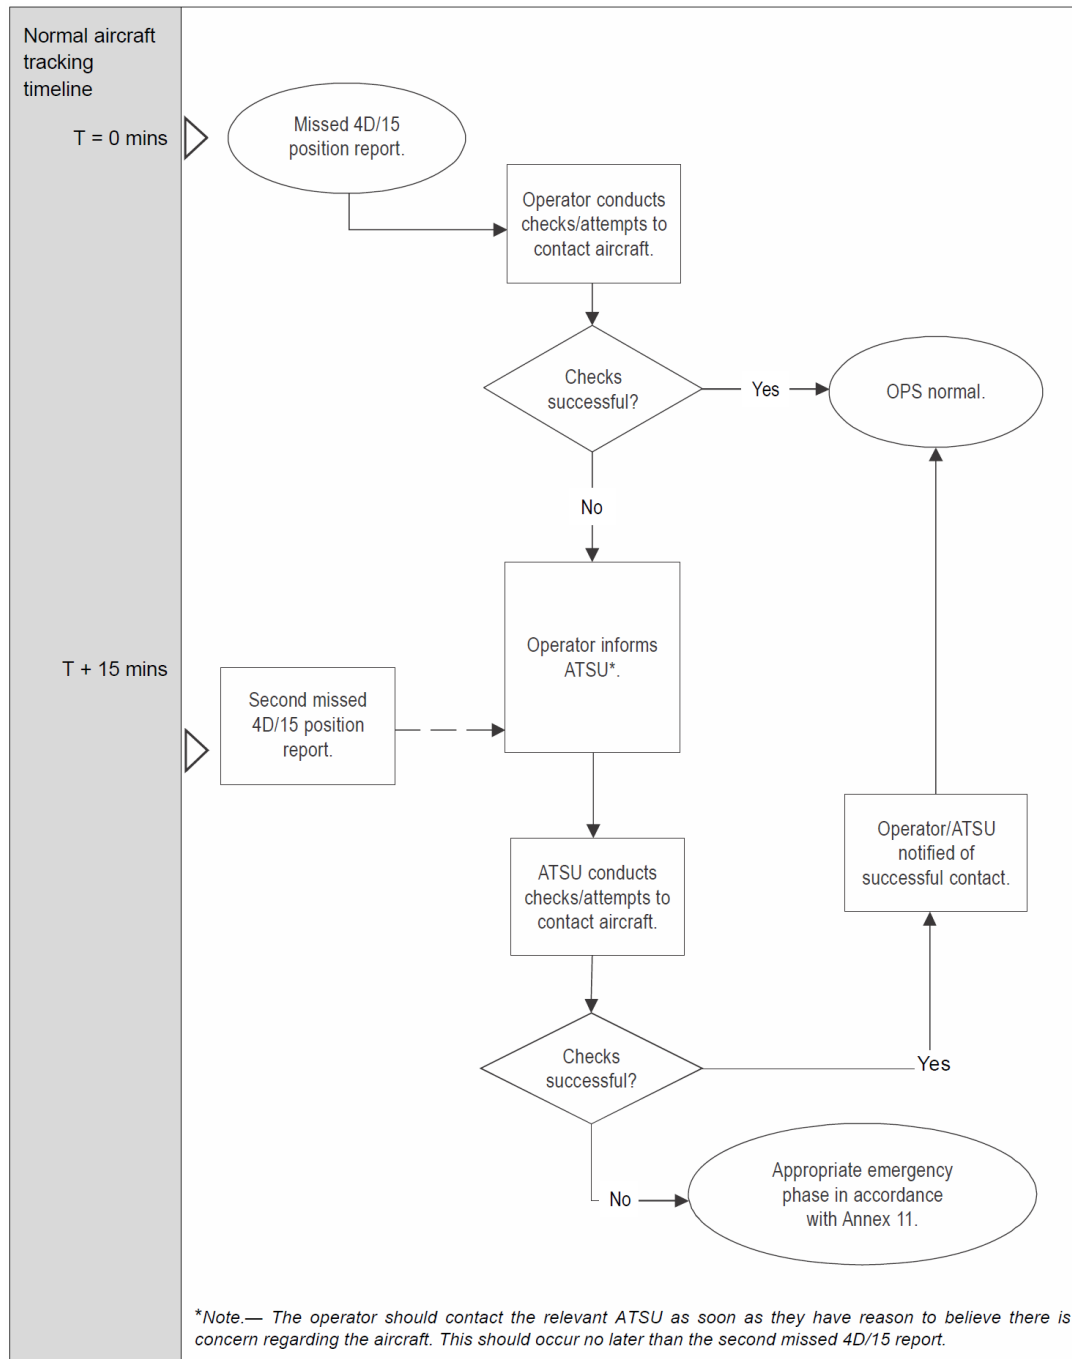 Normal aircraft
tracking
timeline
T = 0 mins
Missed 4D/15
position report.
Operator conducts
checks/attempts to
contact aircraft.
Checks
successful?
Yes
OPS normal.
No
Operator informs
ATSU*.
T + 15 mins
Second missed
4D/15 position
report.
Operator/ATSU
notified of
successful contact.
ATSU conducts
checks/attempts to
contact aircraft.
Checks
successful?
Yes
No
Appropriate emergency
phase in accordance
with Annex 11.
*Note.— The operator should contact the relevant ATSU as soon as they have reason to believe there is
concern regarding the aircraft. This should occur no later than the second missed 4D/15 report.